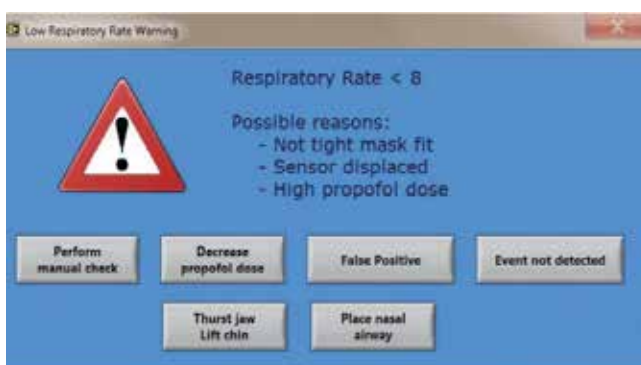 Low Respiratory Rate Warning
Respiratory Rate < 8
Possible reasons:
- Not tight mask fit
- Sensor displaced
- High propofol dose
Perform
manual check
Decrease
propofol dose
False Positive
Event not detected
Thurst jaw
Lift chin
Place nasal
airway